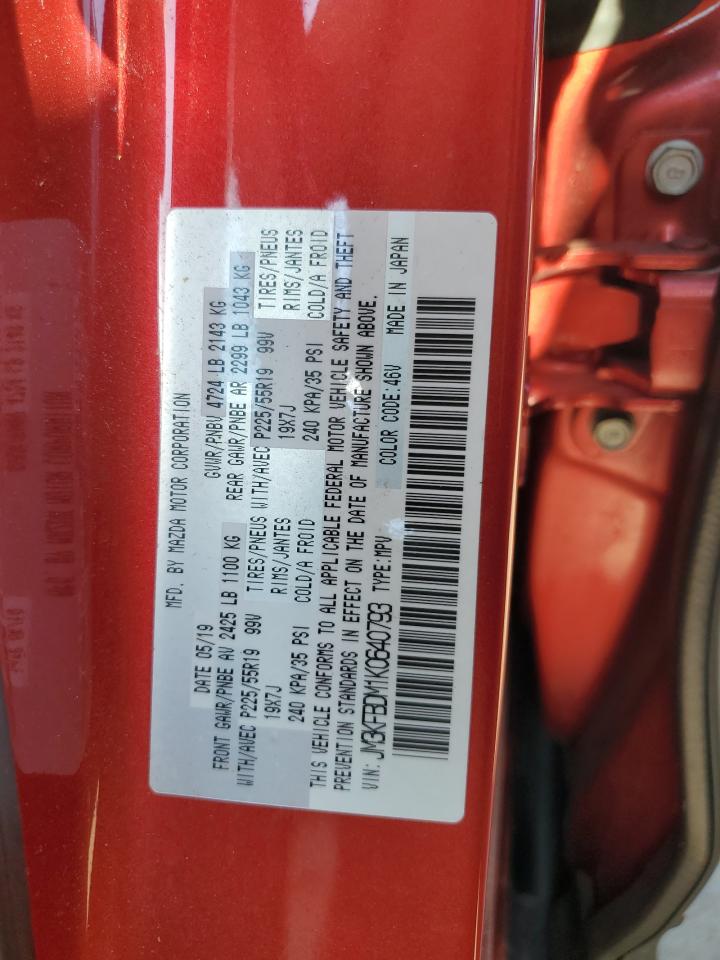 MFD. BY MAZDA MOTOR CORPORATION
DATE 05/19 GVWR/PNBV 4724 LB 2143 KG
FRONT GAWR/PNBE AV 2425 LB 1100 KG REAR GAWR/PNBE AR 2299 LB 1043 KG
WITH/AVEC P225/55R19 99V TIRES/PNEUS WITH/AVEC P225/55R19 99V TIRES/PNEUS
19X7J RIMS/JANTES 19X7J RIMS/JANTES
240 KPA/35 PSI COLD/A FROID 240 KPA/35 PSI COLD/A FROID
THIS VEHICLE CONFORMS TO ALL APPLICABLE FEDERAL MOTOR VEHICLE SAFETY AND THEFT
PREVENTION STANDARDS IN EFFECT ON THE DATE OF MANUFACTURE SHOWN ABOVE.
VIN: JM3KFBDM1K0640793 TYPE:MPV COLOR CODE:46V MADE IN JAPAN